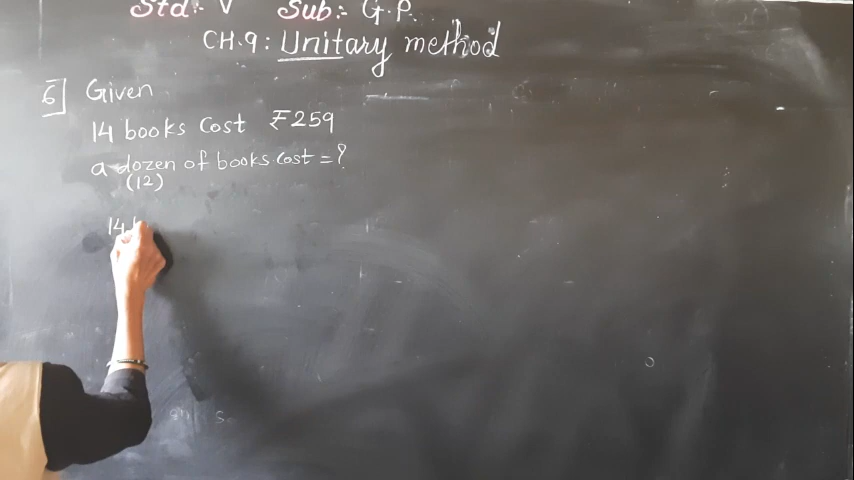 Std:- V Sub:- G.P.
CH.9: Unitary method
6] Given
14 books cost ₹259
a dozen of books cost = ?
(12)
14